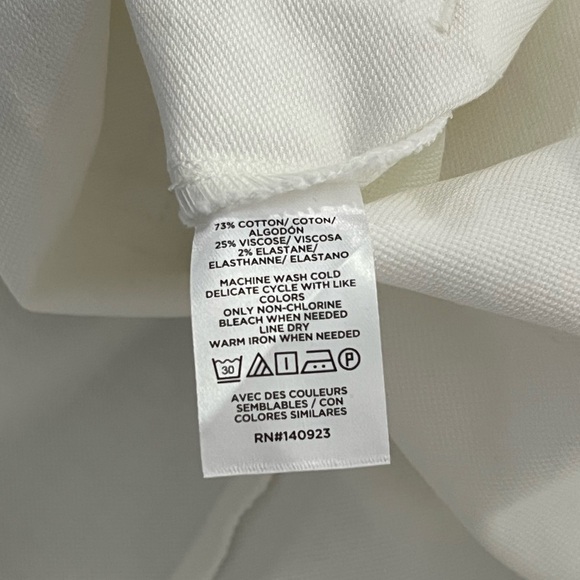 73% COTTON/ COTON/
ALGODÓN
25% VISCOSE/ VISCOSA
2% ELASTANE/
ELASTHANNE/ ELASTANO
MACHINE WASH COLD
DELICATE CYCLE WITH LIKE
COLORS
ONLY NON-CHLORINE
BLEACH WHEN NEEDED
LINE DRY
WARM IRON WHEN NEEDED
30 P
AVEC DES COULEURS
SEMBLABLES / CON
COLORES SIMILARES
RN#140923